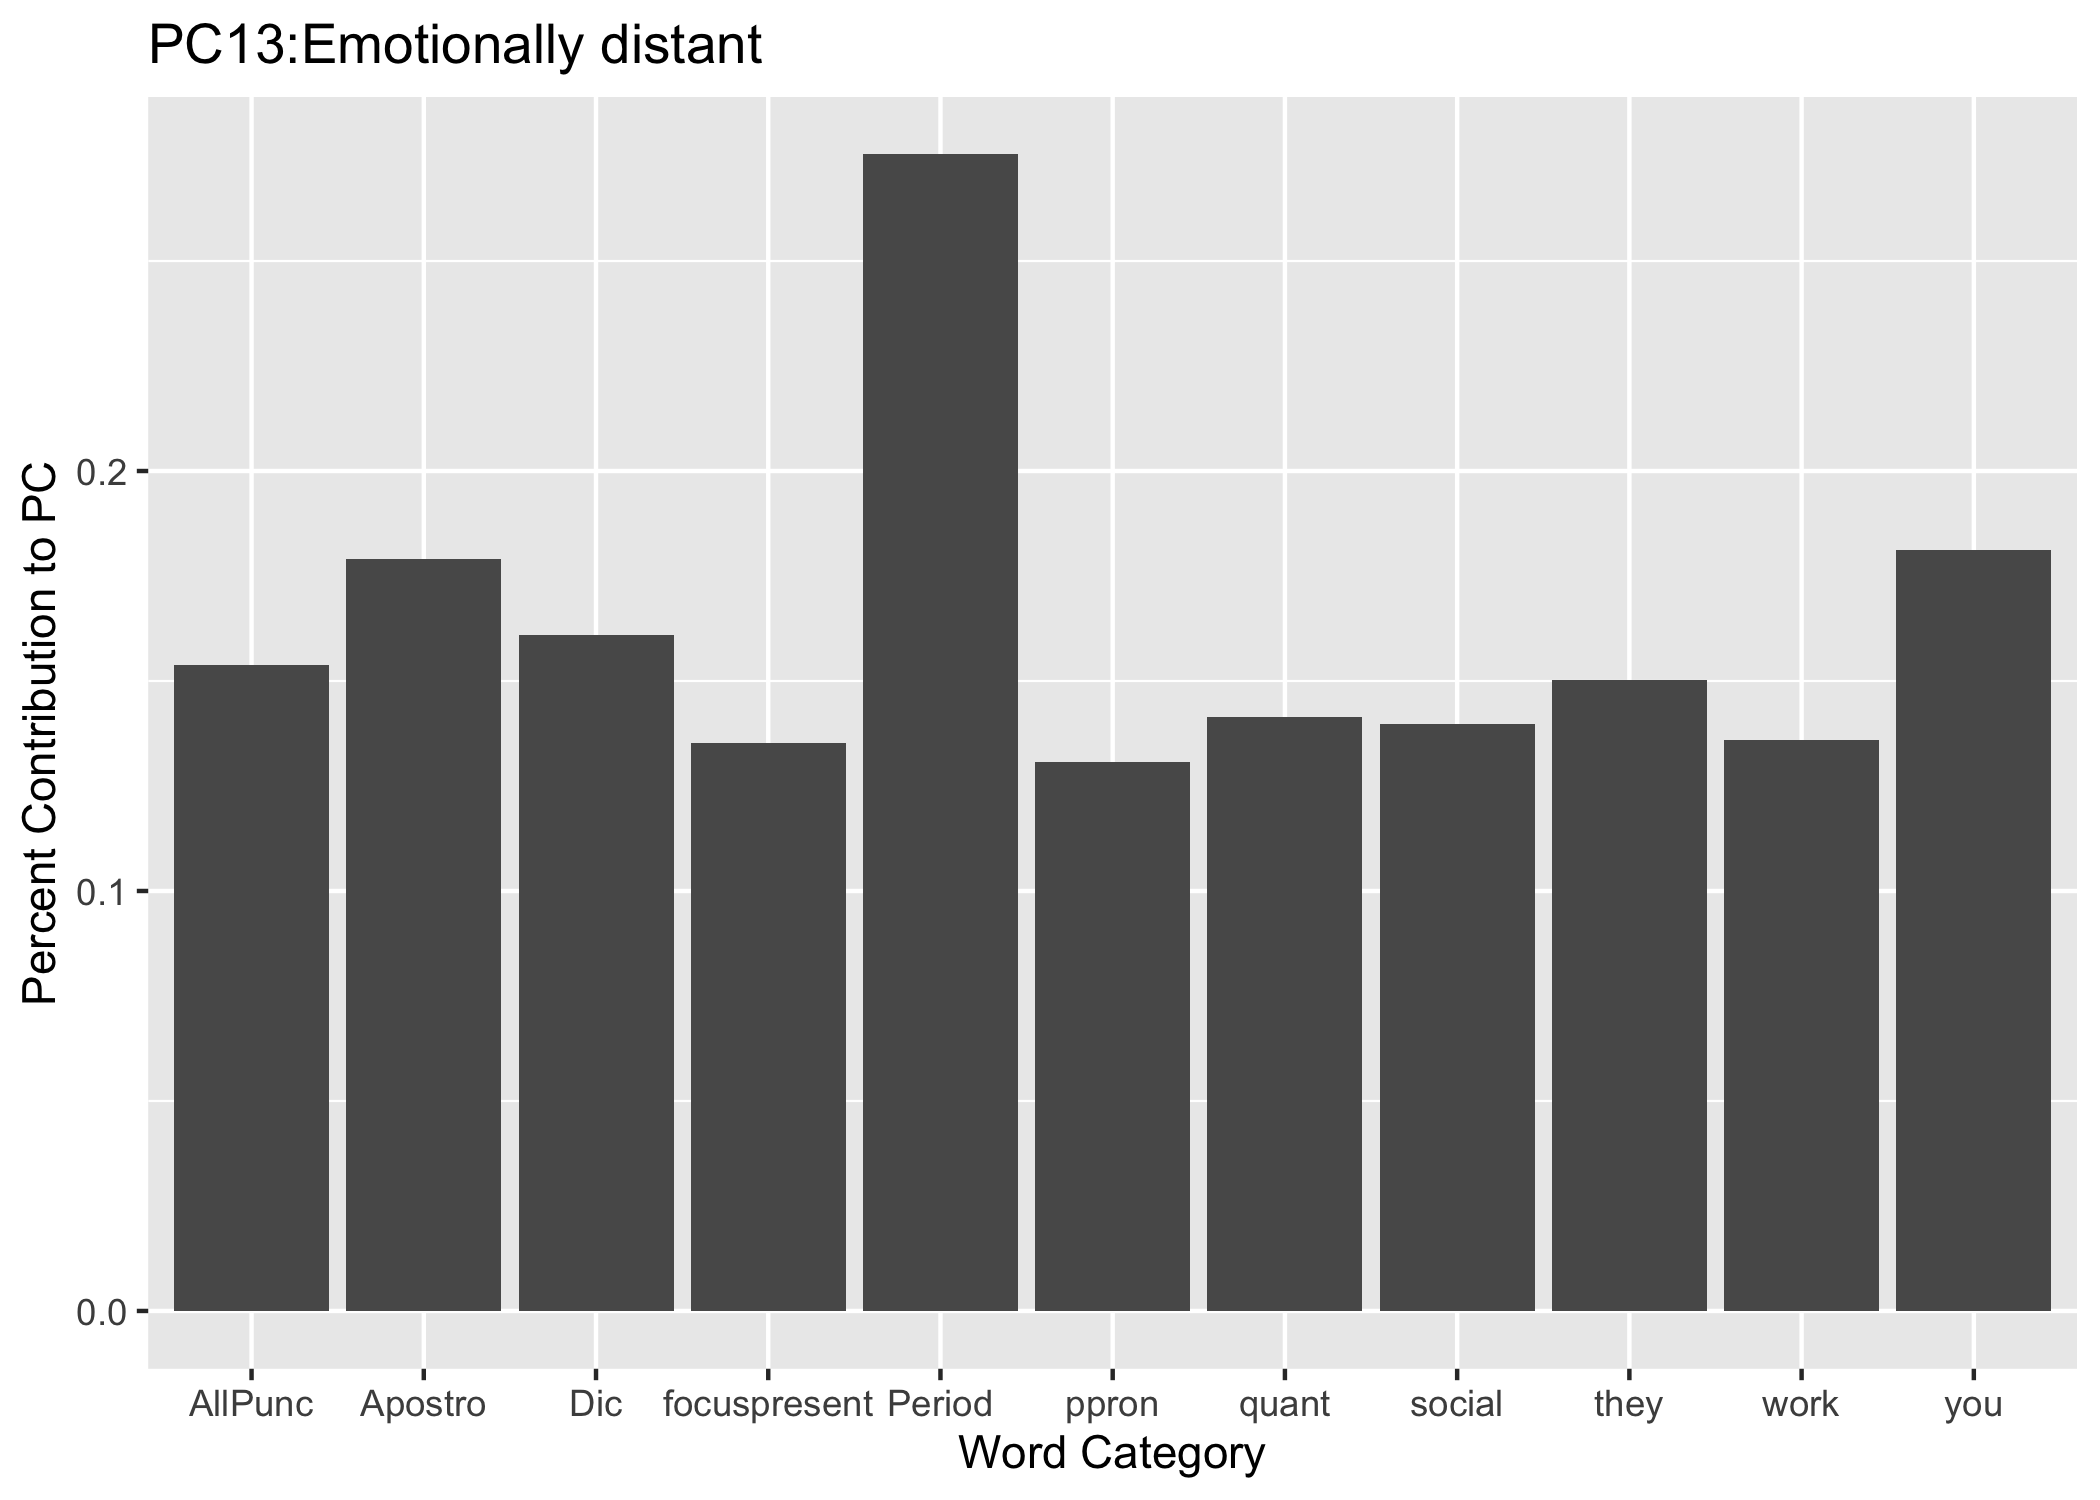 PC13:Emotionally distant
Percent Contribution to PC
0.2
0.1
0.0
AllPunc Apostro Dic focuspresent Period ppron quant social they work you
Word Category